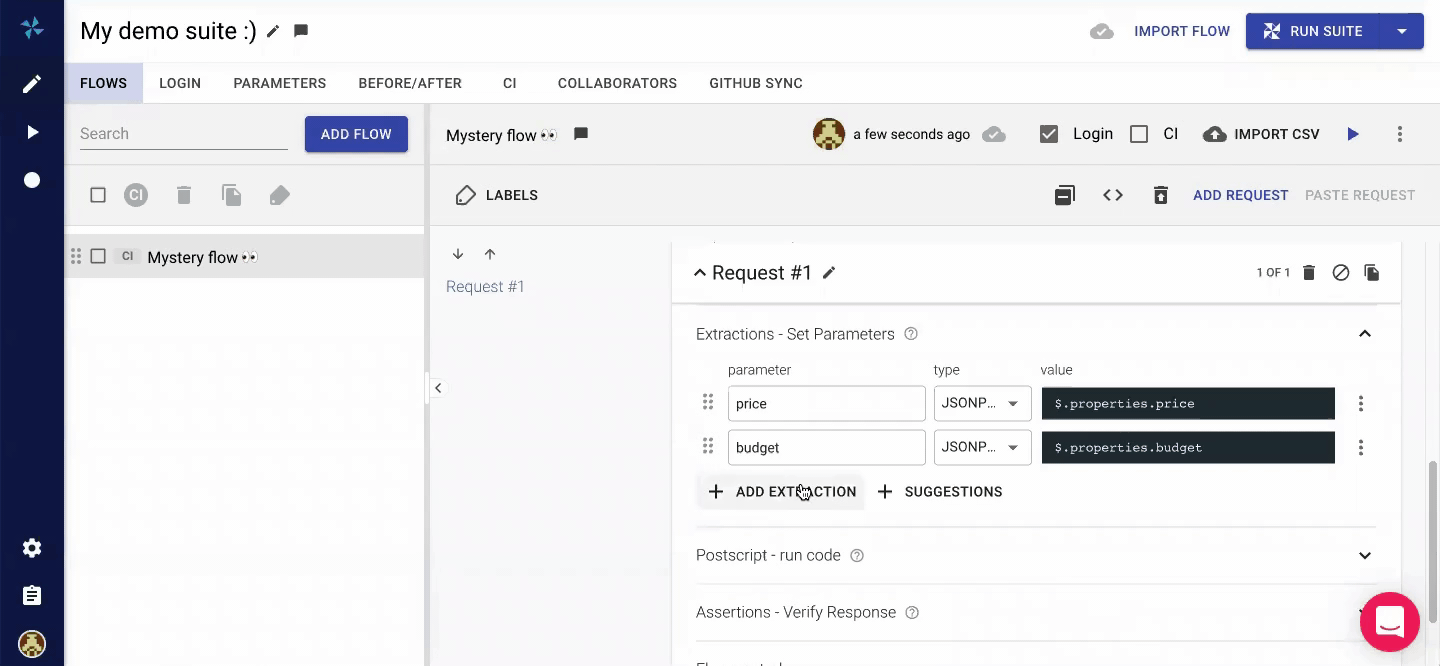 My demo suite :)
IMPORT FLOW
RUN SUITE
FLOWS
LOGIN
PARAMETERS
BEFORE/AFTER
CI
COLLABORATORS
GITHUB SYNC
Search
ADD FLOW
Mystery flow 👀
a few seconds ago
Login
CI
IMPORT CSV
CI
LABELS
ADD REQUEST
PASTE REQUEST
CI Mystery flow 👀
Request #1
Request #1
1 OF 1
Extractions - Set Parameters
parameter type value
price JSONP... $.properties.price
budget JSONP... $.properties.budget
ADD EXTRACTION
SUGGESTIONS
Postscript - run code
Assertions - Verify Response